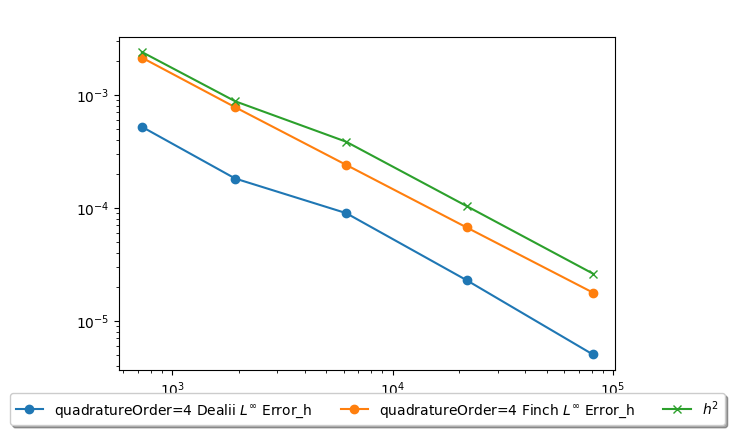 10⁻³
10⁻⁴
10⁻⁵
10³ 10⁴ 10⁵
quadratureOrder=4 Dealii L^∞ Error_h quadratureOrder=4 Finch L^∞ Error_h h²